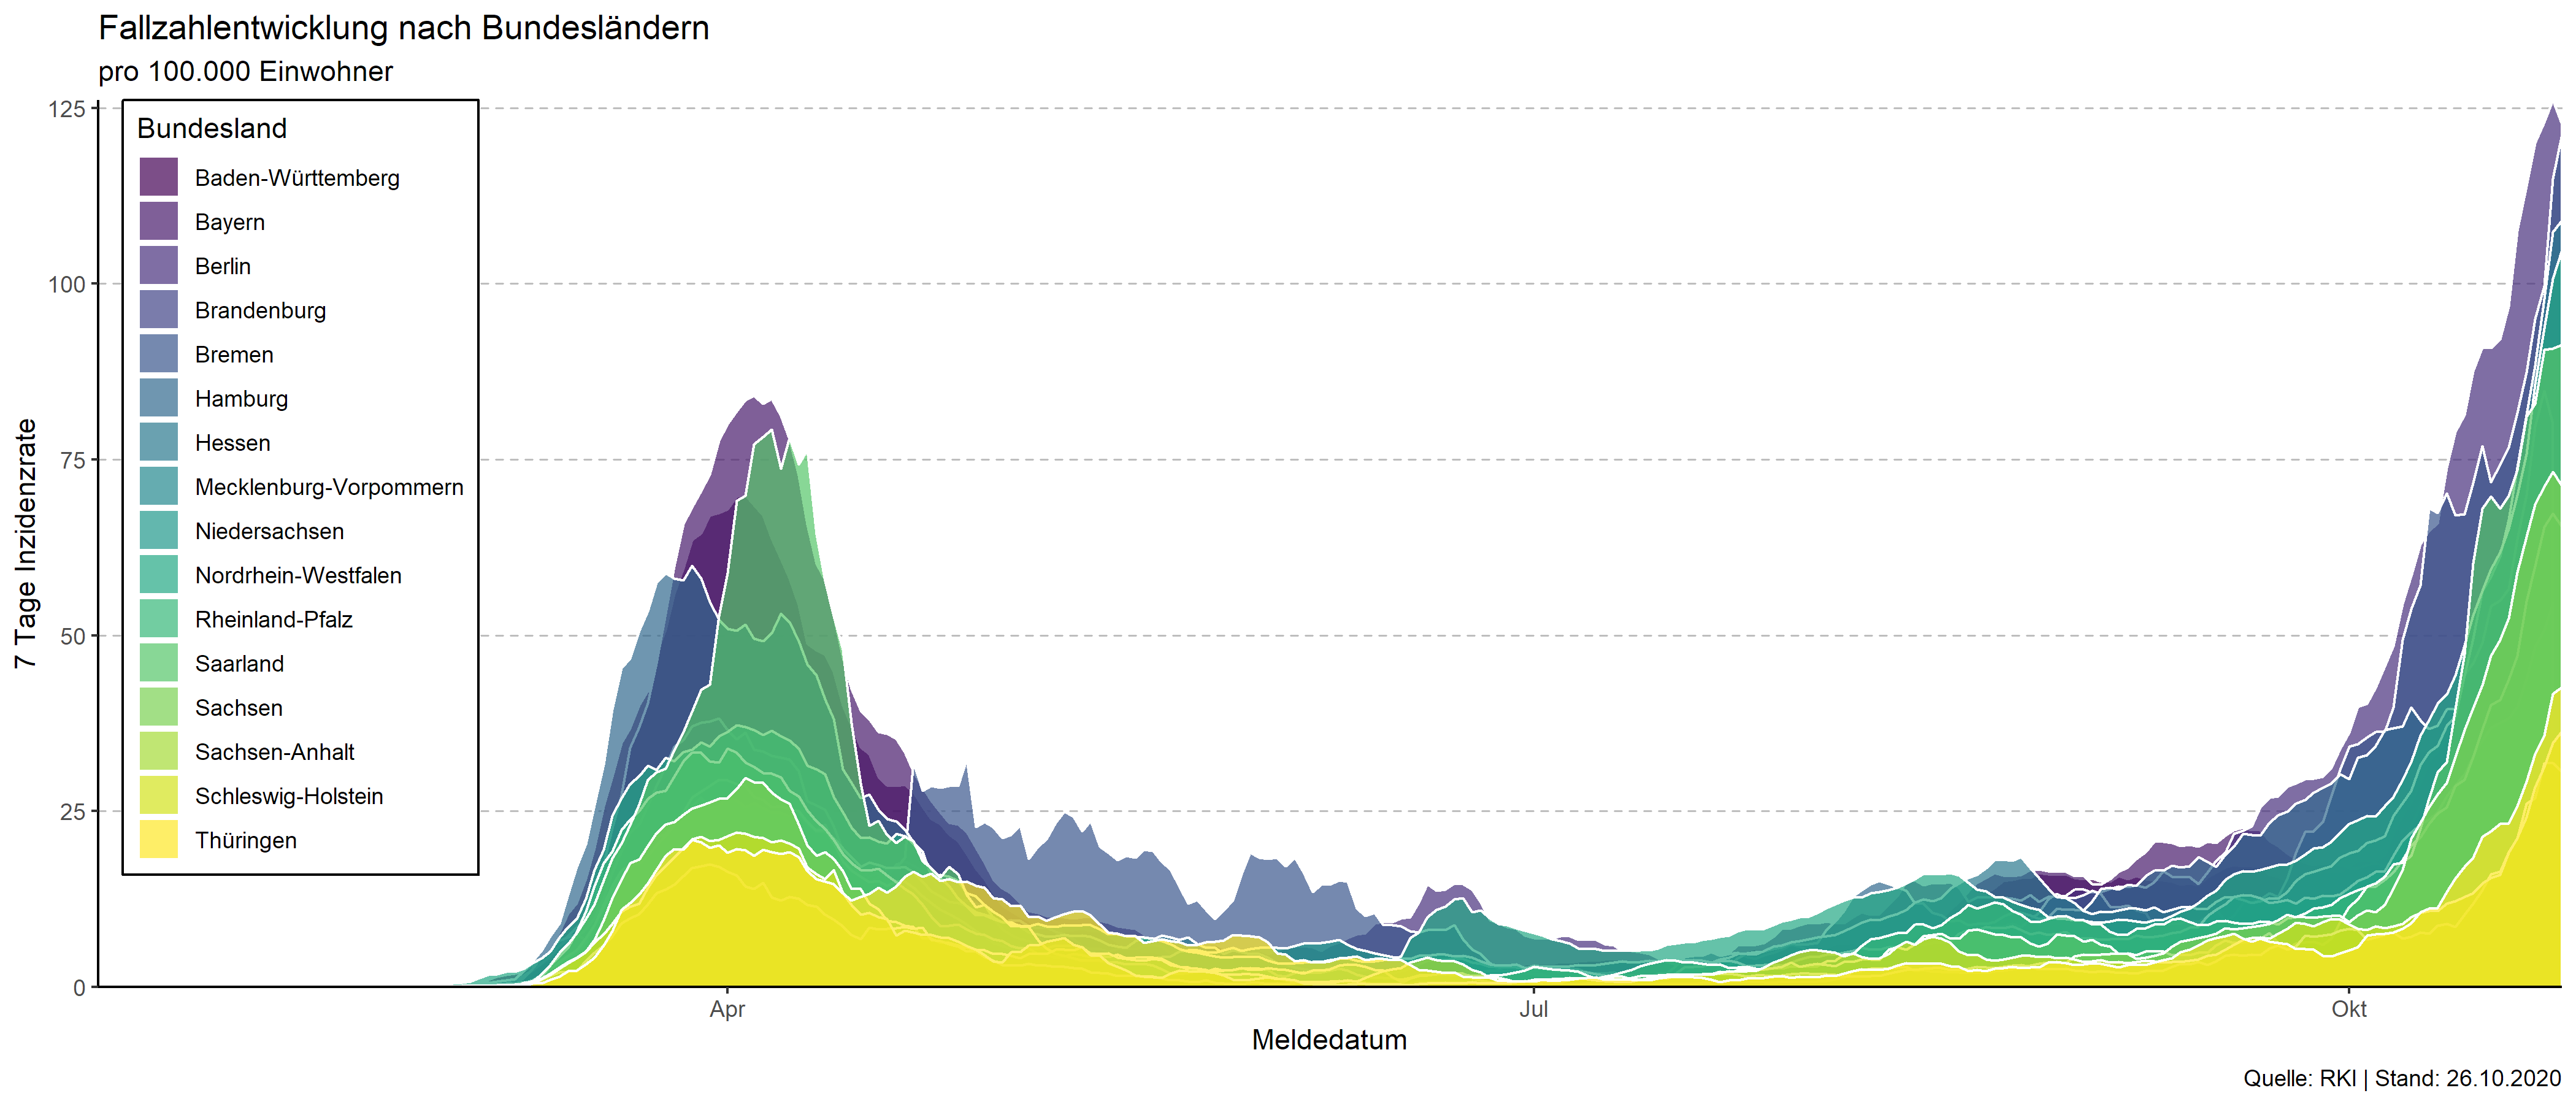 Fallzahlentwicklung nach Bundesländern
pro 100.000 Einwohner
125
100
75
50
25
0
7 Tage Inzidenzrate
Bundesland
Baden-Württemberg
Bayern
Berlin
Brandenburg
Bremen
Hamburg
Hessen
Mecklenburg-Vorpommern
Niedersachsen
Nordrhein-Westfalen
Rheinland-Pfalz
Saarland
Sachsen
Sachsen-Anhalt
Schleswig-Holstein
Thüringen
Apr
Jul
Okt
Meldedatum
Quelle: RKI | Stand: 26.10.2020